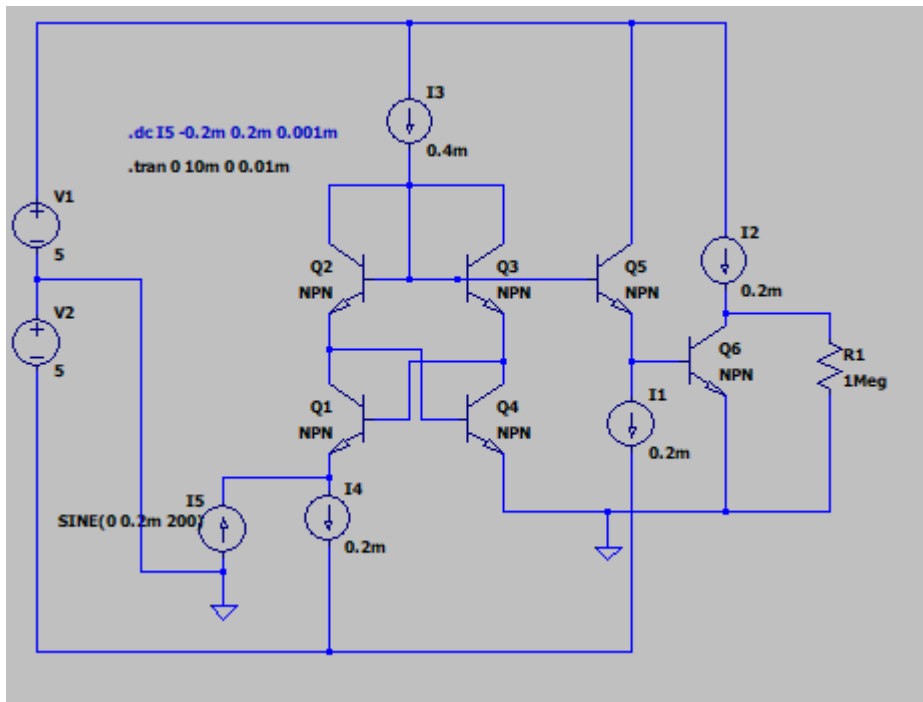 I3
.dc I5 -0.2m 0.2m 0.001m
0.4m
.tran 0 10m 0 0.01m
V1
I2
5
Q2
Q3
Q5
NPN
NPN
NPN
0.2m
V2
5
Q6
NPN
R1
1Meg
Q1
Q4
I1
NPN
NPN
0.2m
I5
I4
SINE(0 0.2m 200)
0.2m